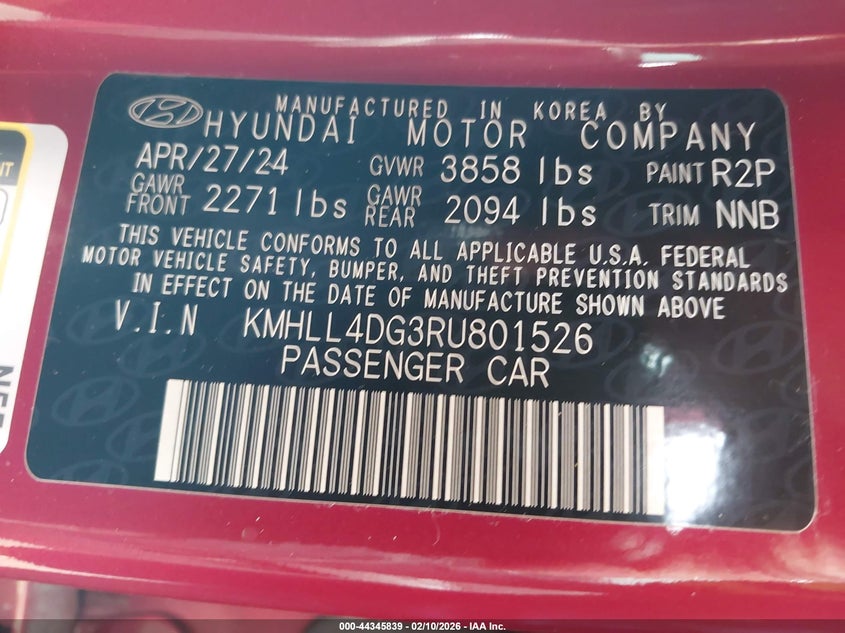 MANUFACTURED IN KOREA BY
HYUNDAI MOTOR COMPANY
APR/27/24 GVWR 3858 lbs PAINT R2P
GAWR FRONT 2271 lbs GAWR REAR 2094 lbs TRIM NNB
THIS VEHICLE CONFORMS TO ALL APPLICABLE U.S.A. FEDERAL
MOTOR VEHICLE SAFETY, BUMPER, AND THEFT PREVENTION STANDARDS
IN EFFECT ON THE DATE OF MANUFACTURE SHOWN ABOVE
V.I.N KMHLL4DG3RU801526
PASSENGER CAR
000-44345839 - 02/10/2026 - IAA Inc.